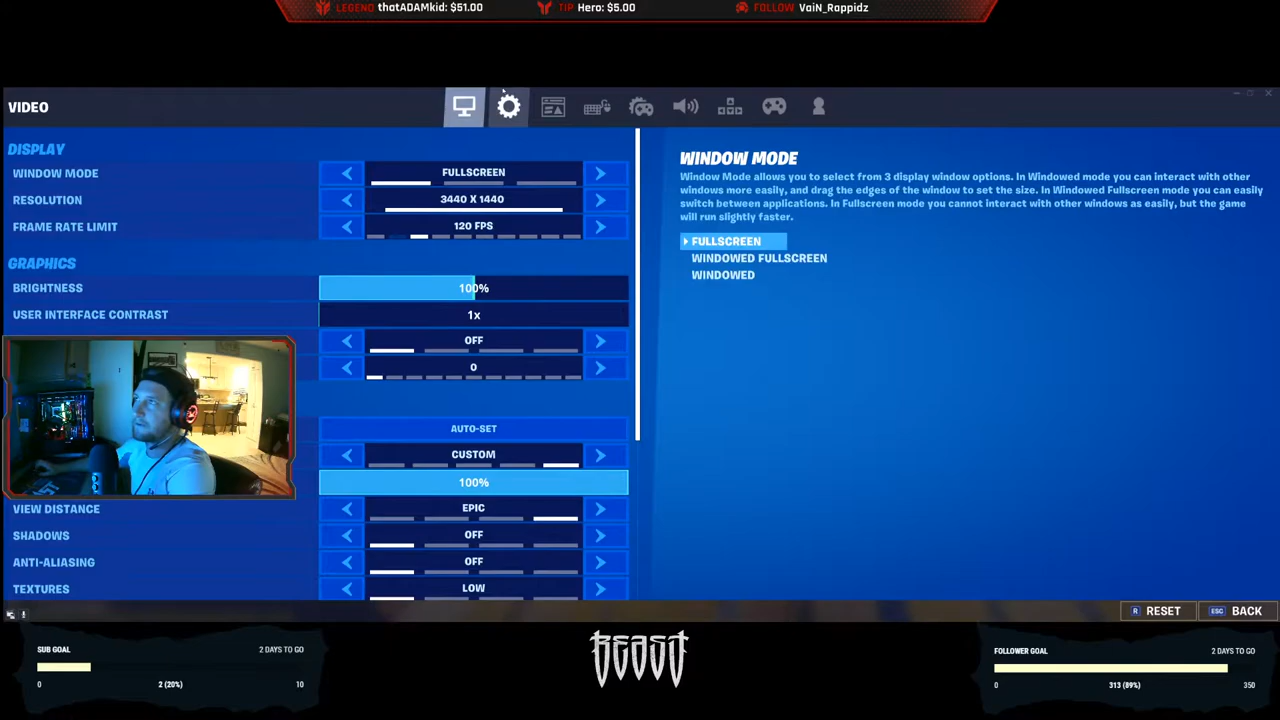 LEGEND thatADAMkid: $51.00 TIP Hero: $5.00 FOLLOW VaiN_Rappidz
VIDEO
DISPLAY
WINDOW MODE FULLSCREEN
RESOLUTION 3440 X 1440
FRAME RATE LIMIT 120 FPS
GRAPHICS
BRIGHTNESS 100%
USER INTERFACE CONTRAST 1x
OFF
0
AUTO-SET
CUSTOM
100%
VIEW DISTANCE EPIC
SHADOWS OFF
ANTI-ALIASING OFF
TEXTURES LOW
WINDOW MODE
Window Mode allows you to select from 3 display window options. In Windowed mode you can interact with other
windows more easily, and drag the edges of the window to set the size. In Windowed Fullscreen mode you can easily
switch between applications. In Fullscreen mode you cannot interact with other windows as easily, but the game
will run slightly faster.
FULLSCREEN
WINDOWED FULLSCREEN
WINDOWED
R RESET ESC BACK
SUB GOAL 2 DAYS TO GO
0 2 (20%) 10
BEAST
FOLLOWER GOAL 2 DAYS TO GO
0 313 (89%) 350